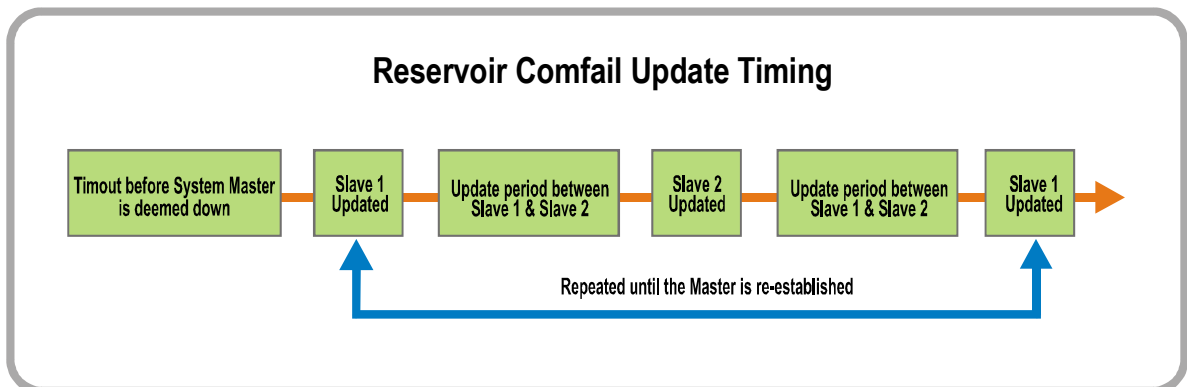 Reservoir Comfail Update Timing
Timout before System Master
is deemed down
Slave 1
Updated
Update period between
Slave 1 & Slave 2
Slave 2
Updated
Update period between
Slave 1 & Slave 2
Slave 1
Updated
Repeated until the Master is re-established